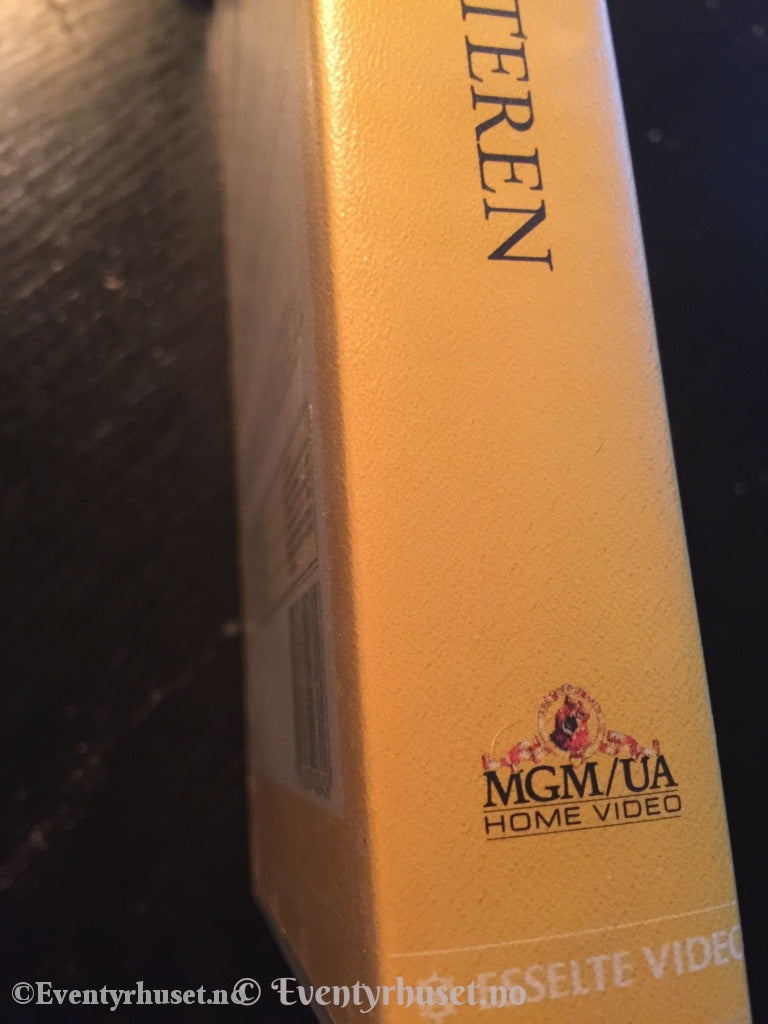 TEREN
MGM/UA
HOME VIDEO
ESSELTE VIDEO
©Eventyrhuset.no
© Eventyrhuset.no